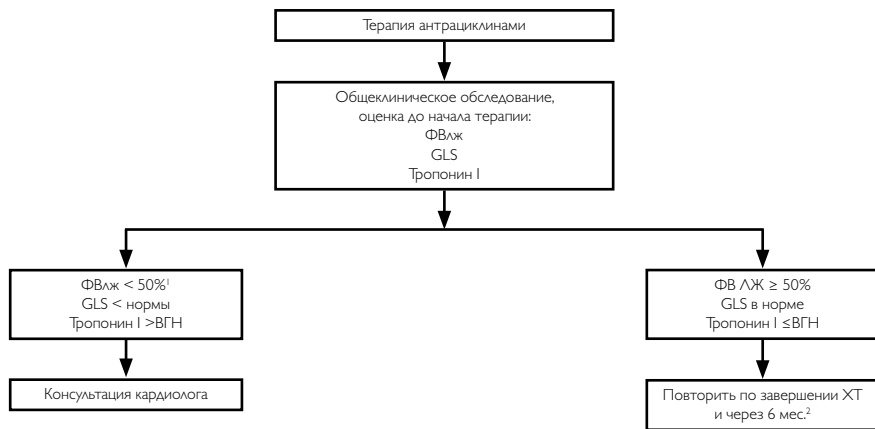 Терапия антрациклинами
Общеклиническое обследование,
оценка до начала терапии:
ФВлж
GLS
Тропонин I
ФВлж < 50%¹
GLS < нормы
Тропонин I >ВГН
Консультация кардиолога
ФВ ЛЖ ≥ 50%
GLS в норме
Тропонин I ≤ВГН
Повторить по завершении ХТ
и через 6 мес.²